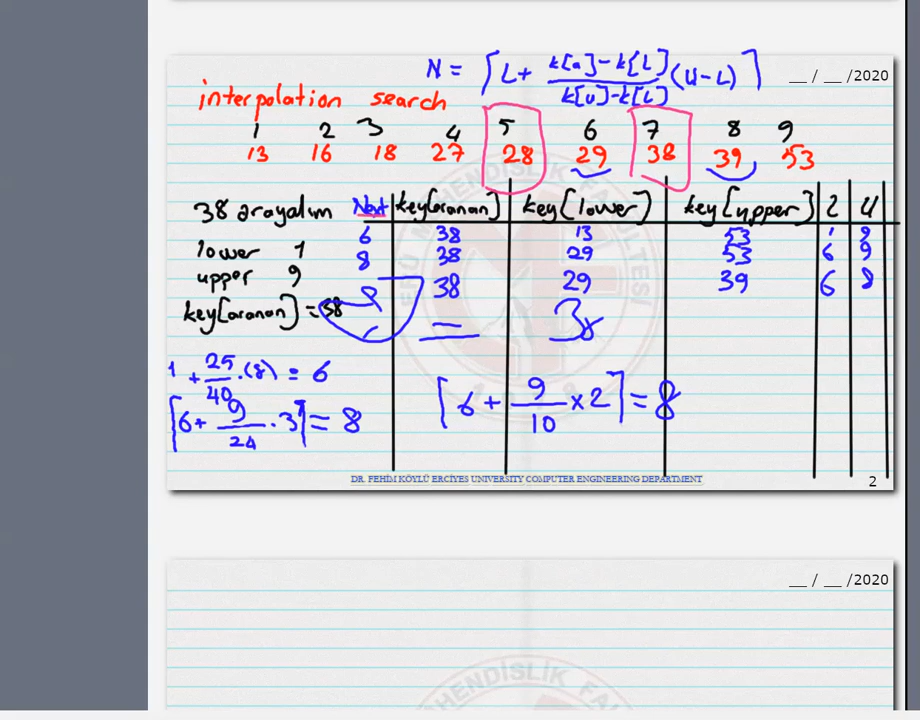 __ / __ /2020
N = ⌈ L + (k[a] - k[L]) / (k[u] - k[L]) (U - L) ⌉
interpolation search
1 2 3 4 5 6 7 8 9
13 16 18 27 28 29 38 39 53
38 arayalım Next key[aranan] key[lower] key[upper] L U
6 38 13 53 1 9
lower 1 8 38 29 53 6 9
upper 9 8 38 29 39 6 8
key[aranan] = 38
1 + 25/40 . (8) = 6
⌈6 + 9/24 . 3⌉ = 8 ⌈6 + 9/10 x 2⌉ = 8
DR. FEHİM KÖYLÜ ERCİYES UNIVERSITY COMPUTER ENGINEERING DEPARTMENT
2
__ / __ /2020